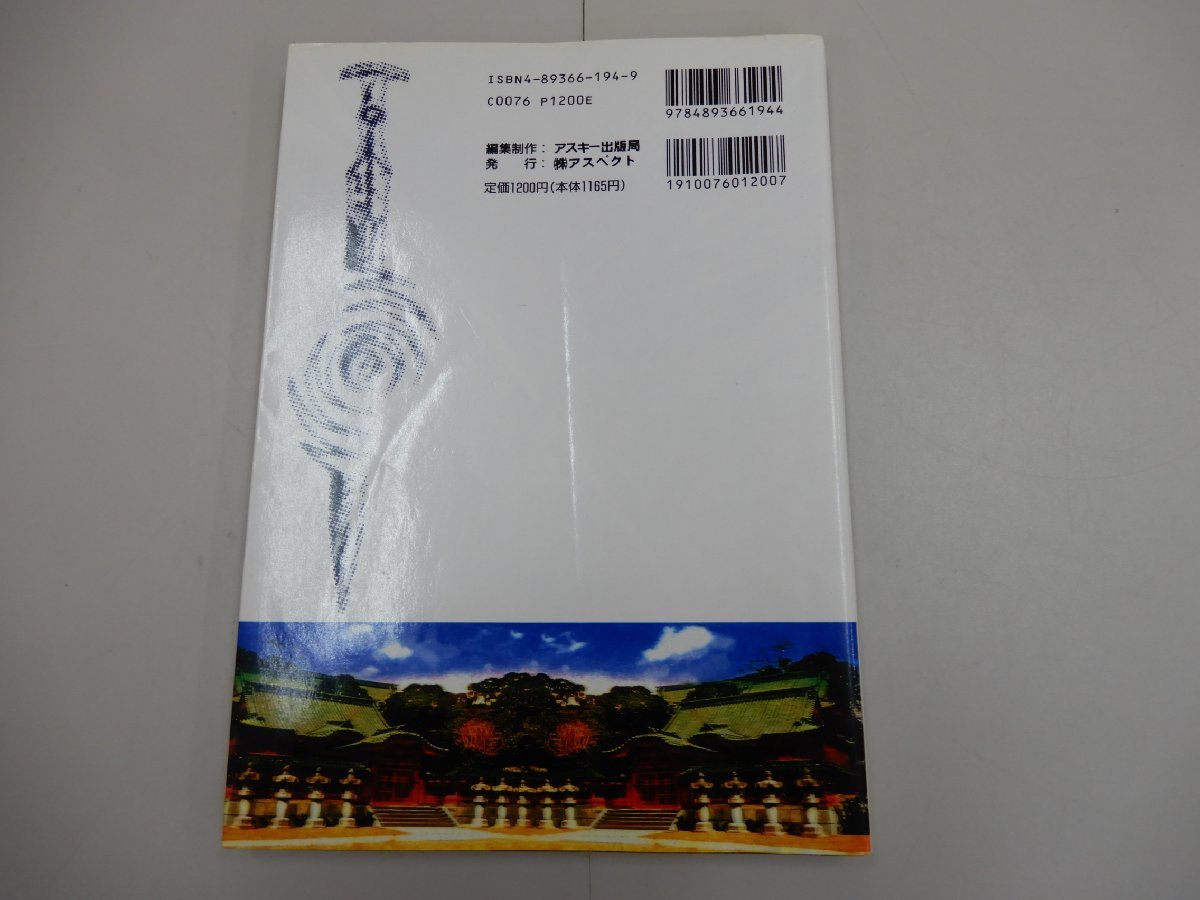 ISBN4-89366-194-9
C0076 P1200E
9784893661944
編集制作：アスキー出版局
発　行：㈱アスペクト
定価1200円(本体1165円)
1910076012007